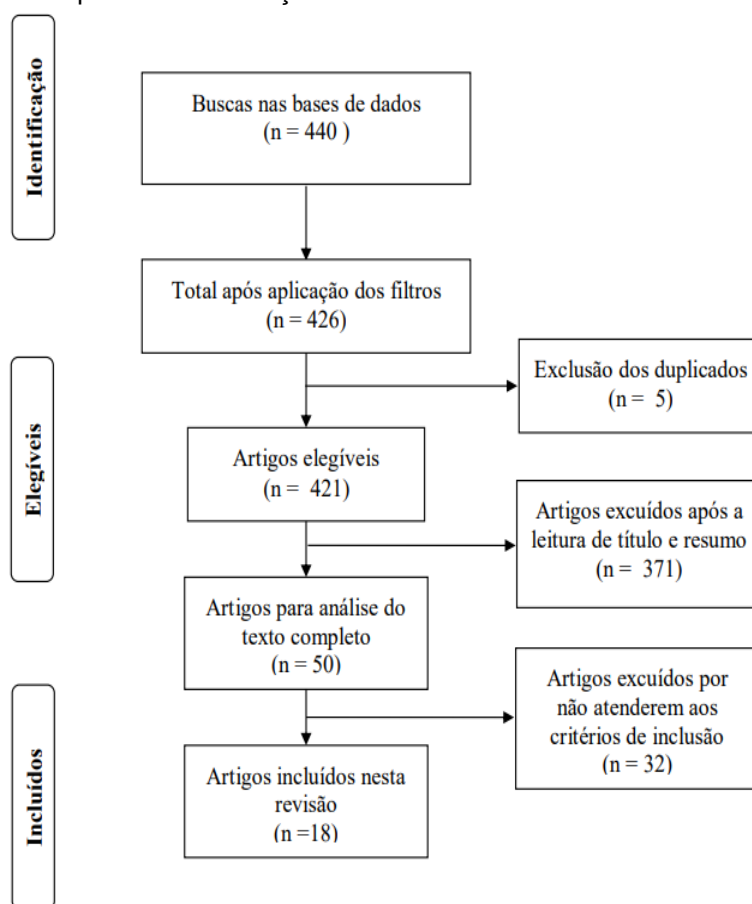 Identificação
Buscas nas bases de dados
(n = 440 )
Total após aplicação dos filtros
(n = 426)
Exclusão dos duplicados
(n = 5)
Elegíveis
Artigos elegíveis
(n = 421)
Artigos excuídos após a
leitura de título e resumo
(n = 371)
Artigos para análise do
texto completo
(n = 50)
Artigos excuídos por
não atenderem aos
critérios de inclusão
(n = 32)
Incluídos
Artigos incluídos nesta
revisão
(n =18)